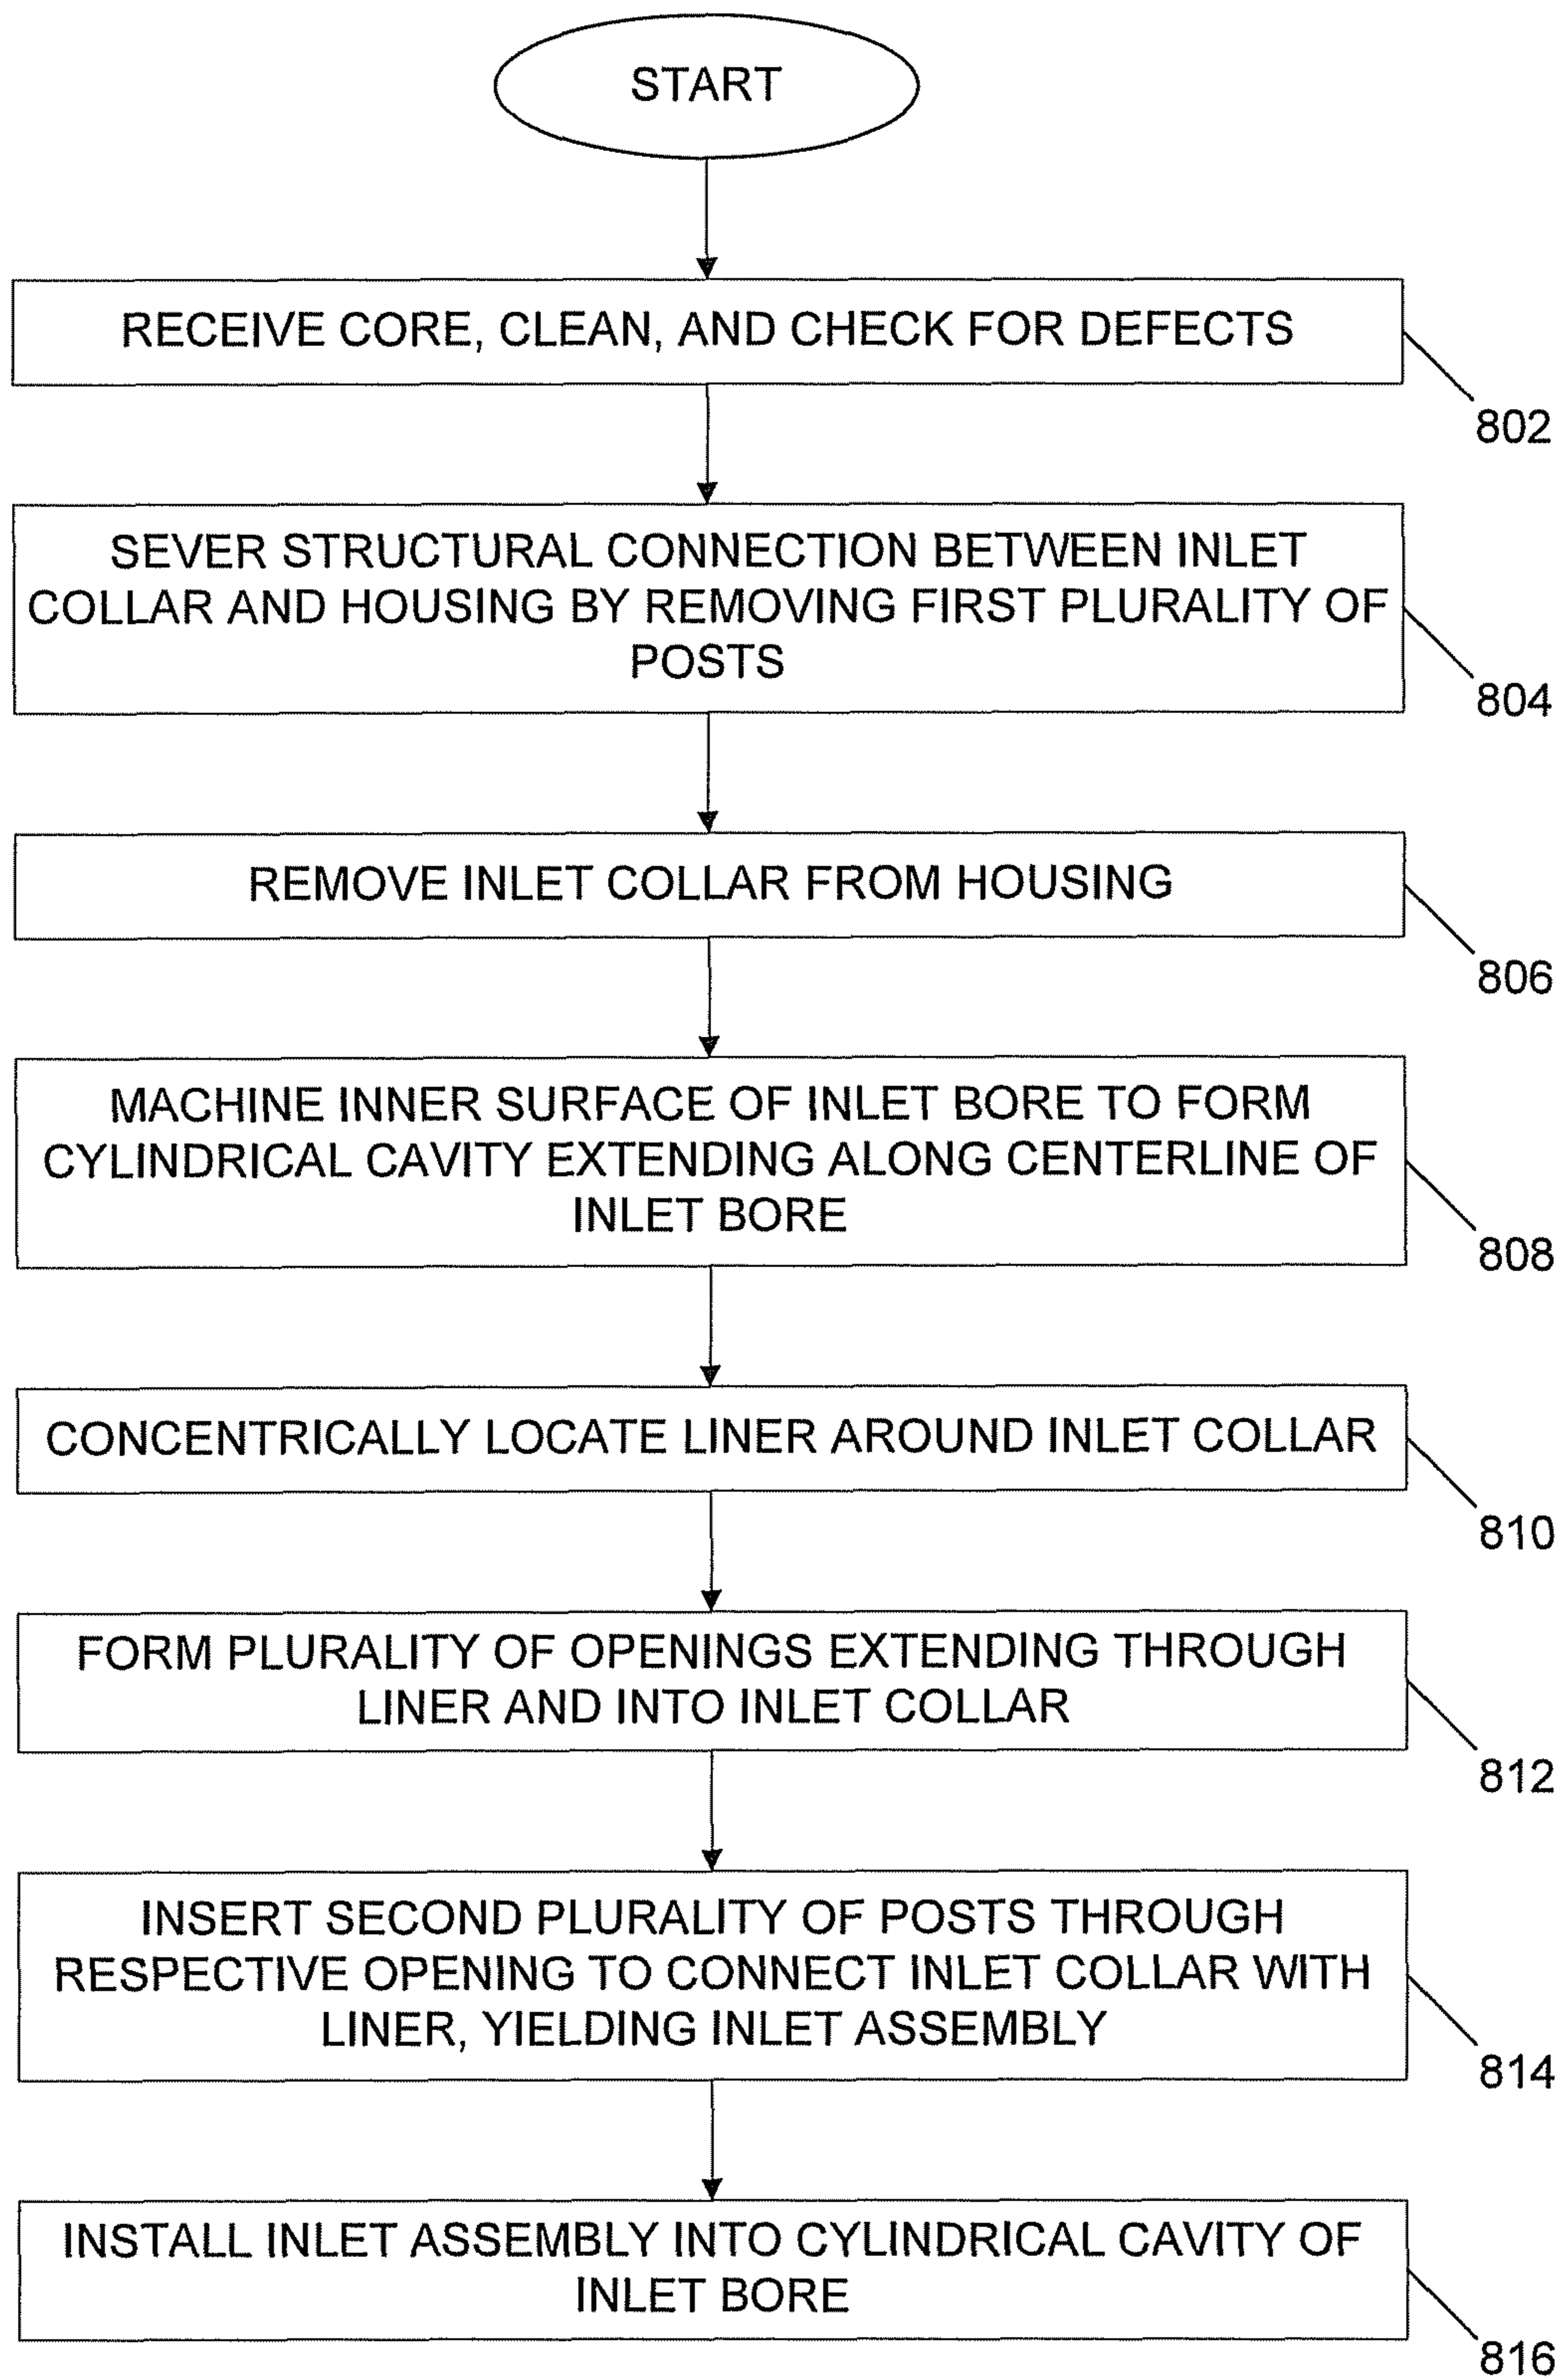 START
RECEIVE CORE, CLEAN, AND CHECK FOR DEFECTS
802
SEVER STRUCTURAL CONNECTION BETWEEN INLET
COLLAR AND HOUSING BY REMOVING FIRST PLURALITY OF
POSTS
804
REMOVE INLET COLLAR FROM HOUSING
806
MACHINE INNER SURFACE OF INLET BORE TO FORM
CYLINDRICAL CAVITY EXTENDING ALONG CENTERLINE OF
INLET BORE
808
CONCENTRICALLY LOCATE LINER AROUND INLET COLLAR
810
FORM PLURALITY OF OPENINGS EXTENDING THROUGH
LINER AND INTO INLET COLLAR
812
INSERT SECOND PLURALITY OF POSTS THROUGH
RESPECTIVE OPENING TO CONNECT INLET COLLAR WITH
LINER, YIELDING INLET ASSEMBLY
814
INSTALL INLET ASSEMBLY INTO CYLINDRICAL CAVITY OF
INLET BORE
816